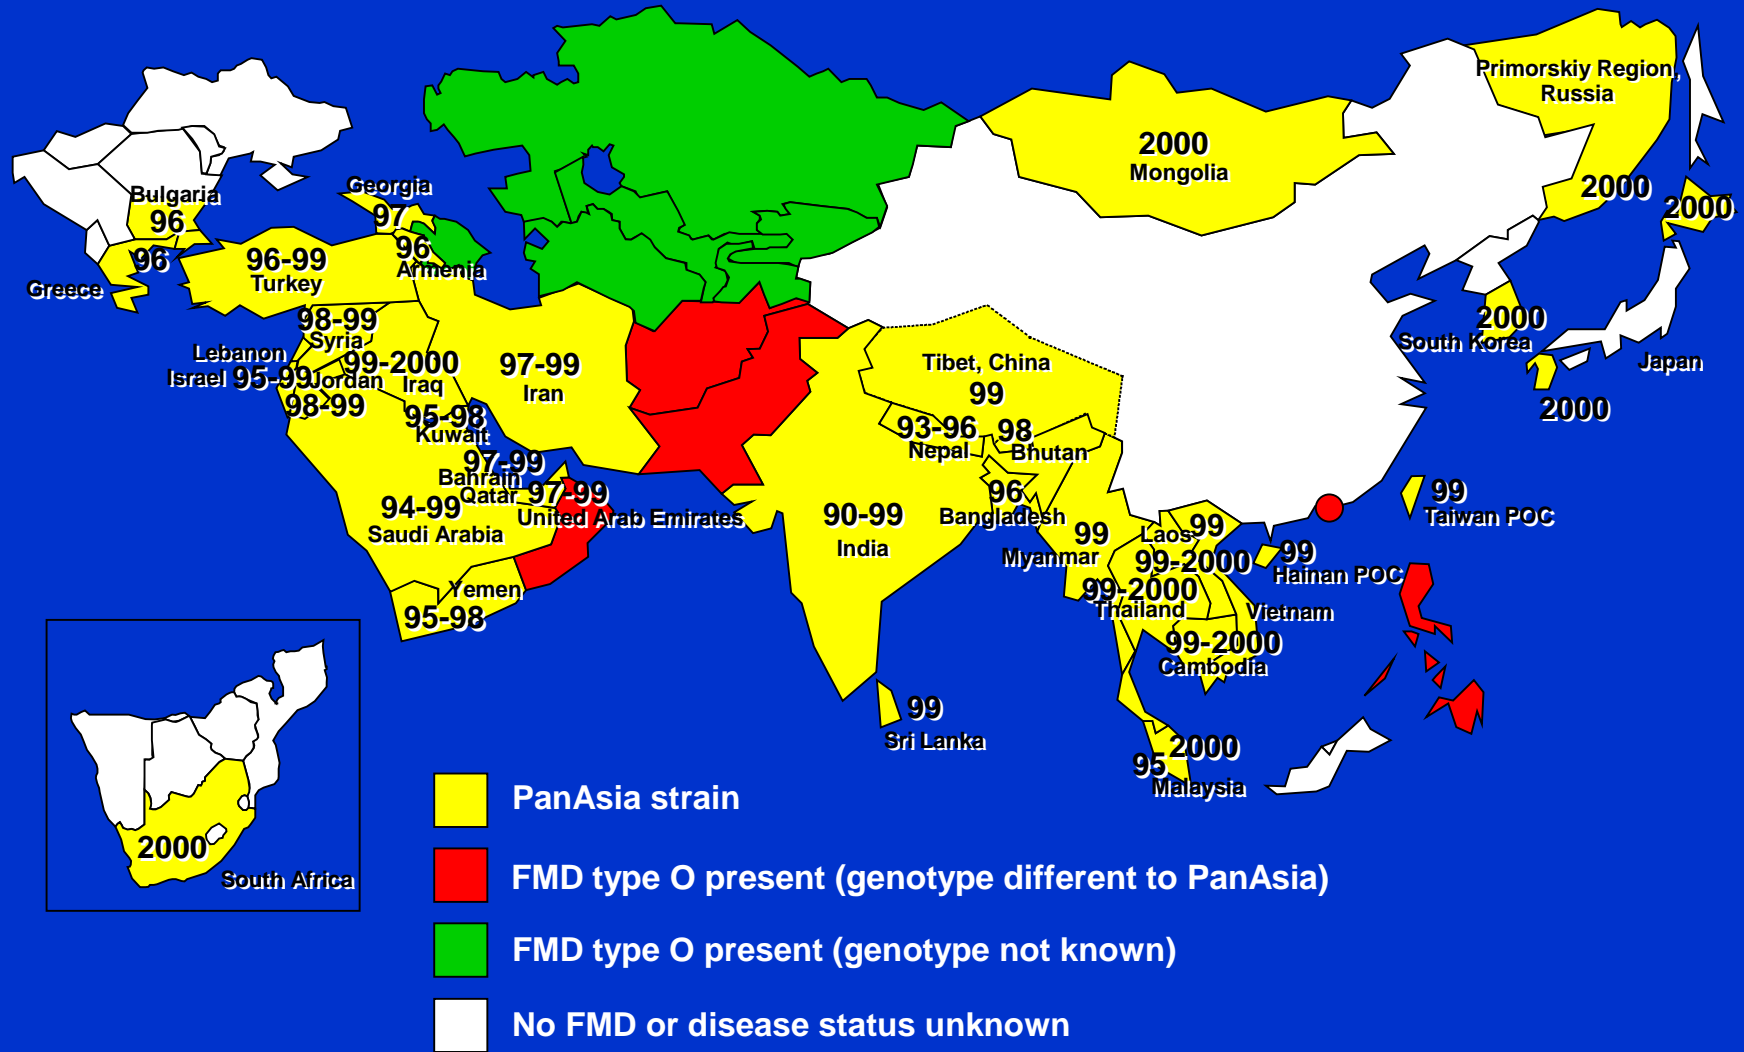 Primorskiy Region,
Russia
2000
Mongolia
2000
2000
Georgia
97
Bulgaria
96
96
Armenia
96
Greece
96-99
Turkey
98-99
Syria
Lebanon
Israel 95-99
Jordan
98-99
99-2000
Iraq
97-99
Iran
95-98
Kuwait
97-99
Bahrain
Qatar
97-99
United Arab Emirates
94-99
Saudi Arabia
Yemen
95-98
Tibet, China
99
93-96
Nepal
98
Bhutan
96
Bangladesh
90-99
India
99
Myanmar
Laos
99
99-2000
99-2000
Thailand
Vietnam
99-2000
Cambodia
99
Hainan POC
99
Taiwan POC
2000
South Korea
Japan
2000
99
Sri Lanka
2000
95
Malaysia
2000
South Africa
PanAsia strain
FMD type O present (genotype different to PanAsia)
FMD type O present (genotype not known)
No FMD or disease status unknown